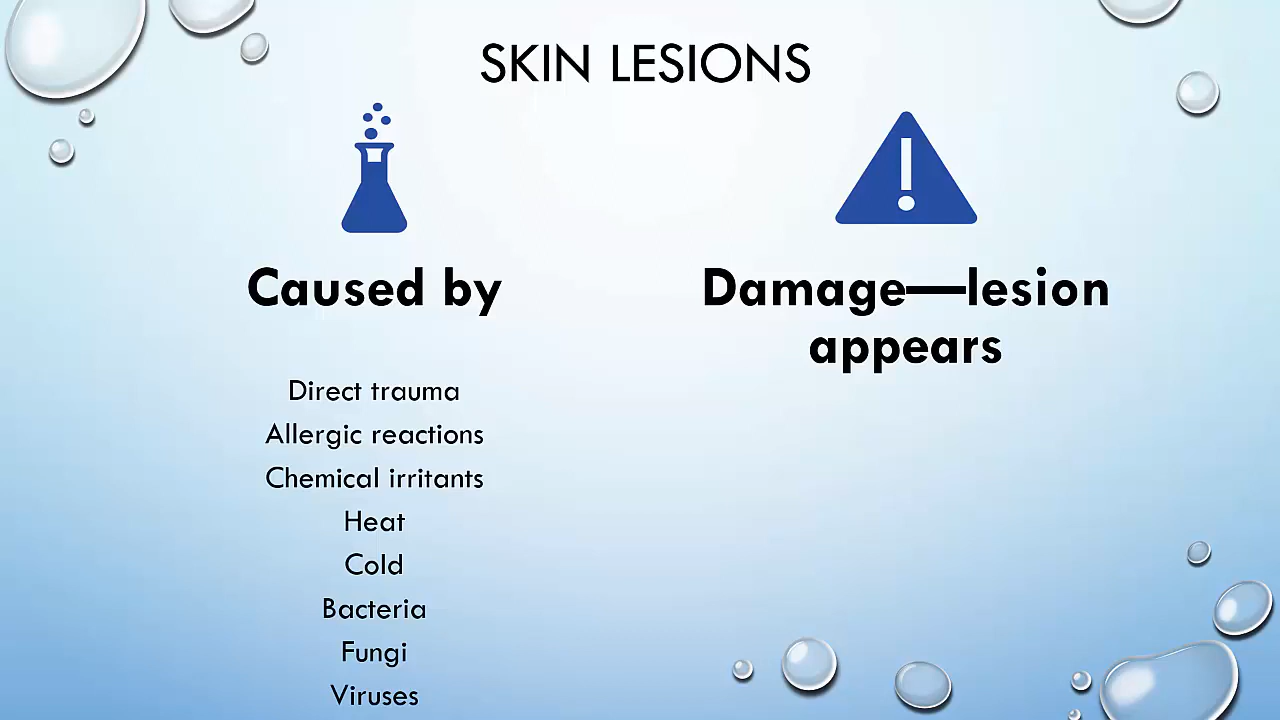 SKIN LESIONS
Caused by
Direct trauma
Allergic reactions
Chemical irritants
Heat
Cold
Bacteria
Fungi
Viruses
Damage—lesion
appears